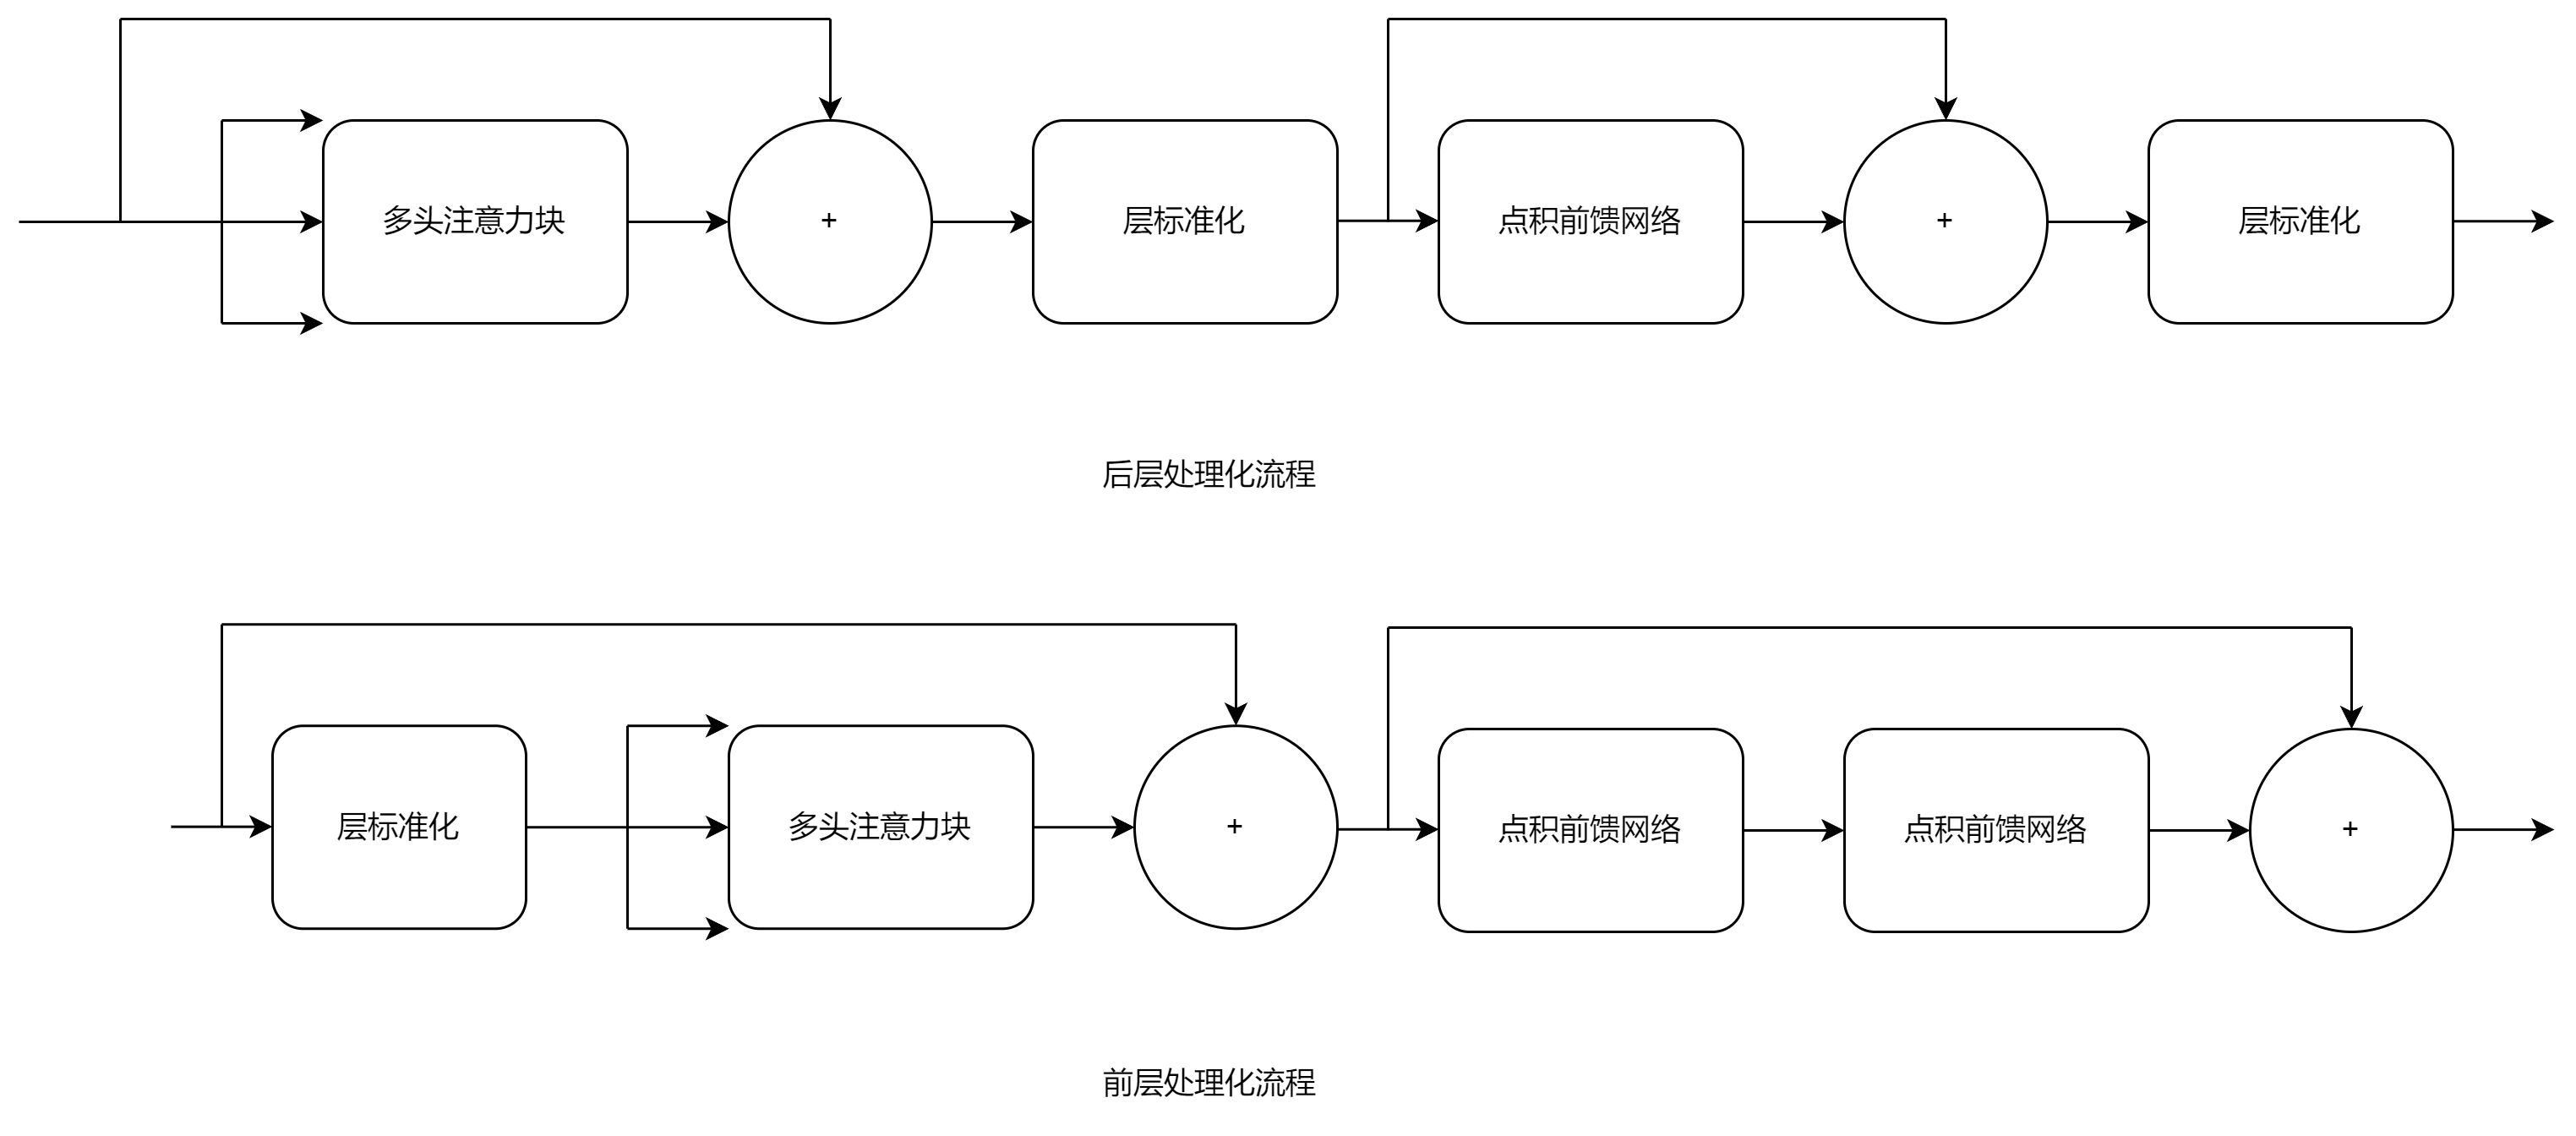 多头注意力块
+
层标准化
点积前馈网络
+
层标准化
后层处理化流程
层标准化
多头注意力块
+
点积前馈网络
点积前馈网络
+
前层处理化流程